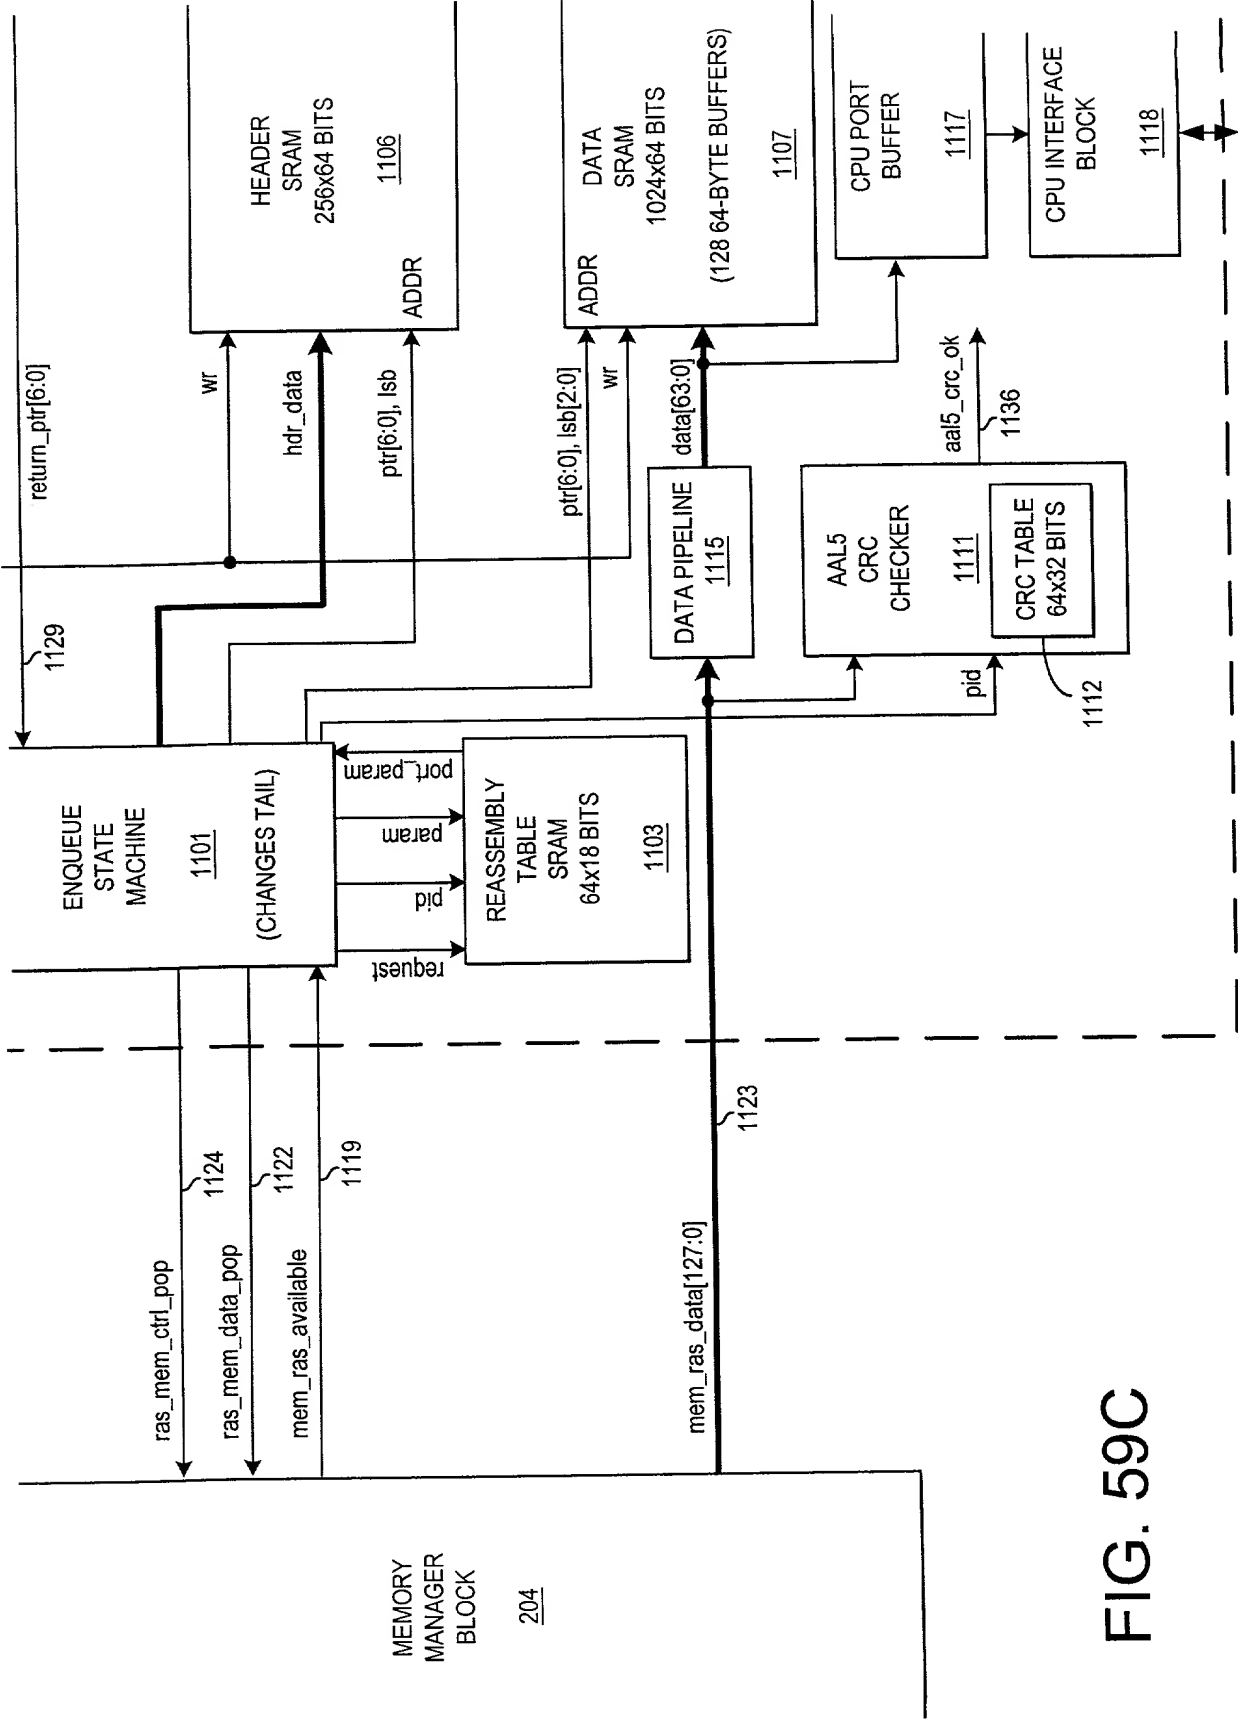 MEMORY
MANAGER
BLOCK
204
ras_mem_ctrl_pop
1124
ras_mem_data_pop
1122
mem_ras_available
1119
mem_ras_data[127:0]
1123
ENQUEUE
STATE
MACHINE
1101
(CHANGES TAIL)
request
pid
param
port_param
REASSEMBLY
TABLE
SRAM
64x18 BITS
1103
1129
return_ptr[6:0]
wr
hdr_data
ptr[6:0], lsb
HEADER
SRAM
256x64 BITS
1106
ADDR
ptr[6:0], lsb[2:0]
wr
data[63:0]
ADDR
DATA
SRAM
1024x64 BITS
(128 64-BYTE BUFFERS)
1107
DATA PIPELINE
1115
pid
AAL5
CRC
CHECKER
1111
CRC TABLE
64x32 BITS
1112
aal5_crc_ok
1136
CPU PORT
BUFFER
1117
CPU INTERFACE
BLOCK
1118
FIG. 59C